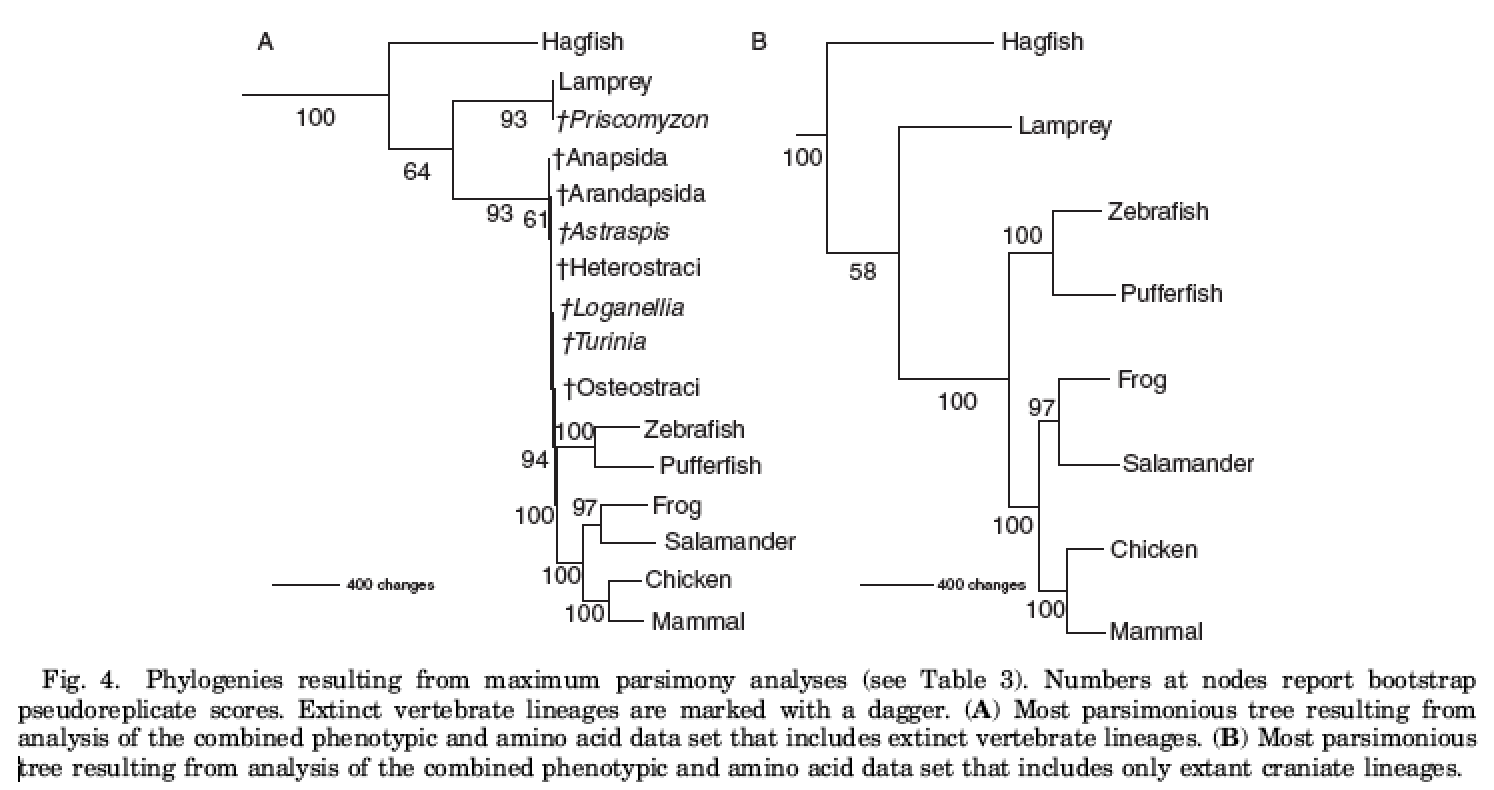 A
Hagfish
Lamprey
93
†Priscomyzon
100
†Anapsida
64
†Arandapsida
93
61
†Astraspis
†Heterostraci
†Loganellia
†Turinia
†Osteostraci
100
Zebrafish
94
Pufferfish
97
Frog
100
Salamander
100
Chicken
400 changes
100
Mammal
B
Hagfish
Lamprey
100
Zebrafish
100
Pufferfish
58
Frog
100
97
Salamander
100
Chicken
400 changes
100
Mammal
Fig. 4. Phylogenies resulting from maximum parsimony analyses (see Table 3). Numbers at nodes report bootstrap
pseudoreplicate scores. Extinct vertebrate lineages are marked with a dagger. (A) Most parsimonious tree resulting from
analysis of the combined phenotypic and amino acid data set that includes extinct vertebrate lineages. (B) Most parsimonious
tree resulting from analysis of the combined phenotypic and amino acid data set that includes only extant craniate lineages.